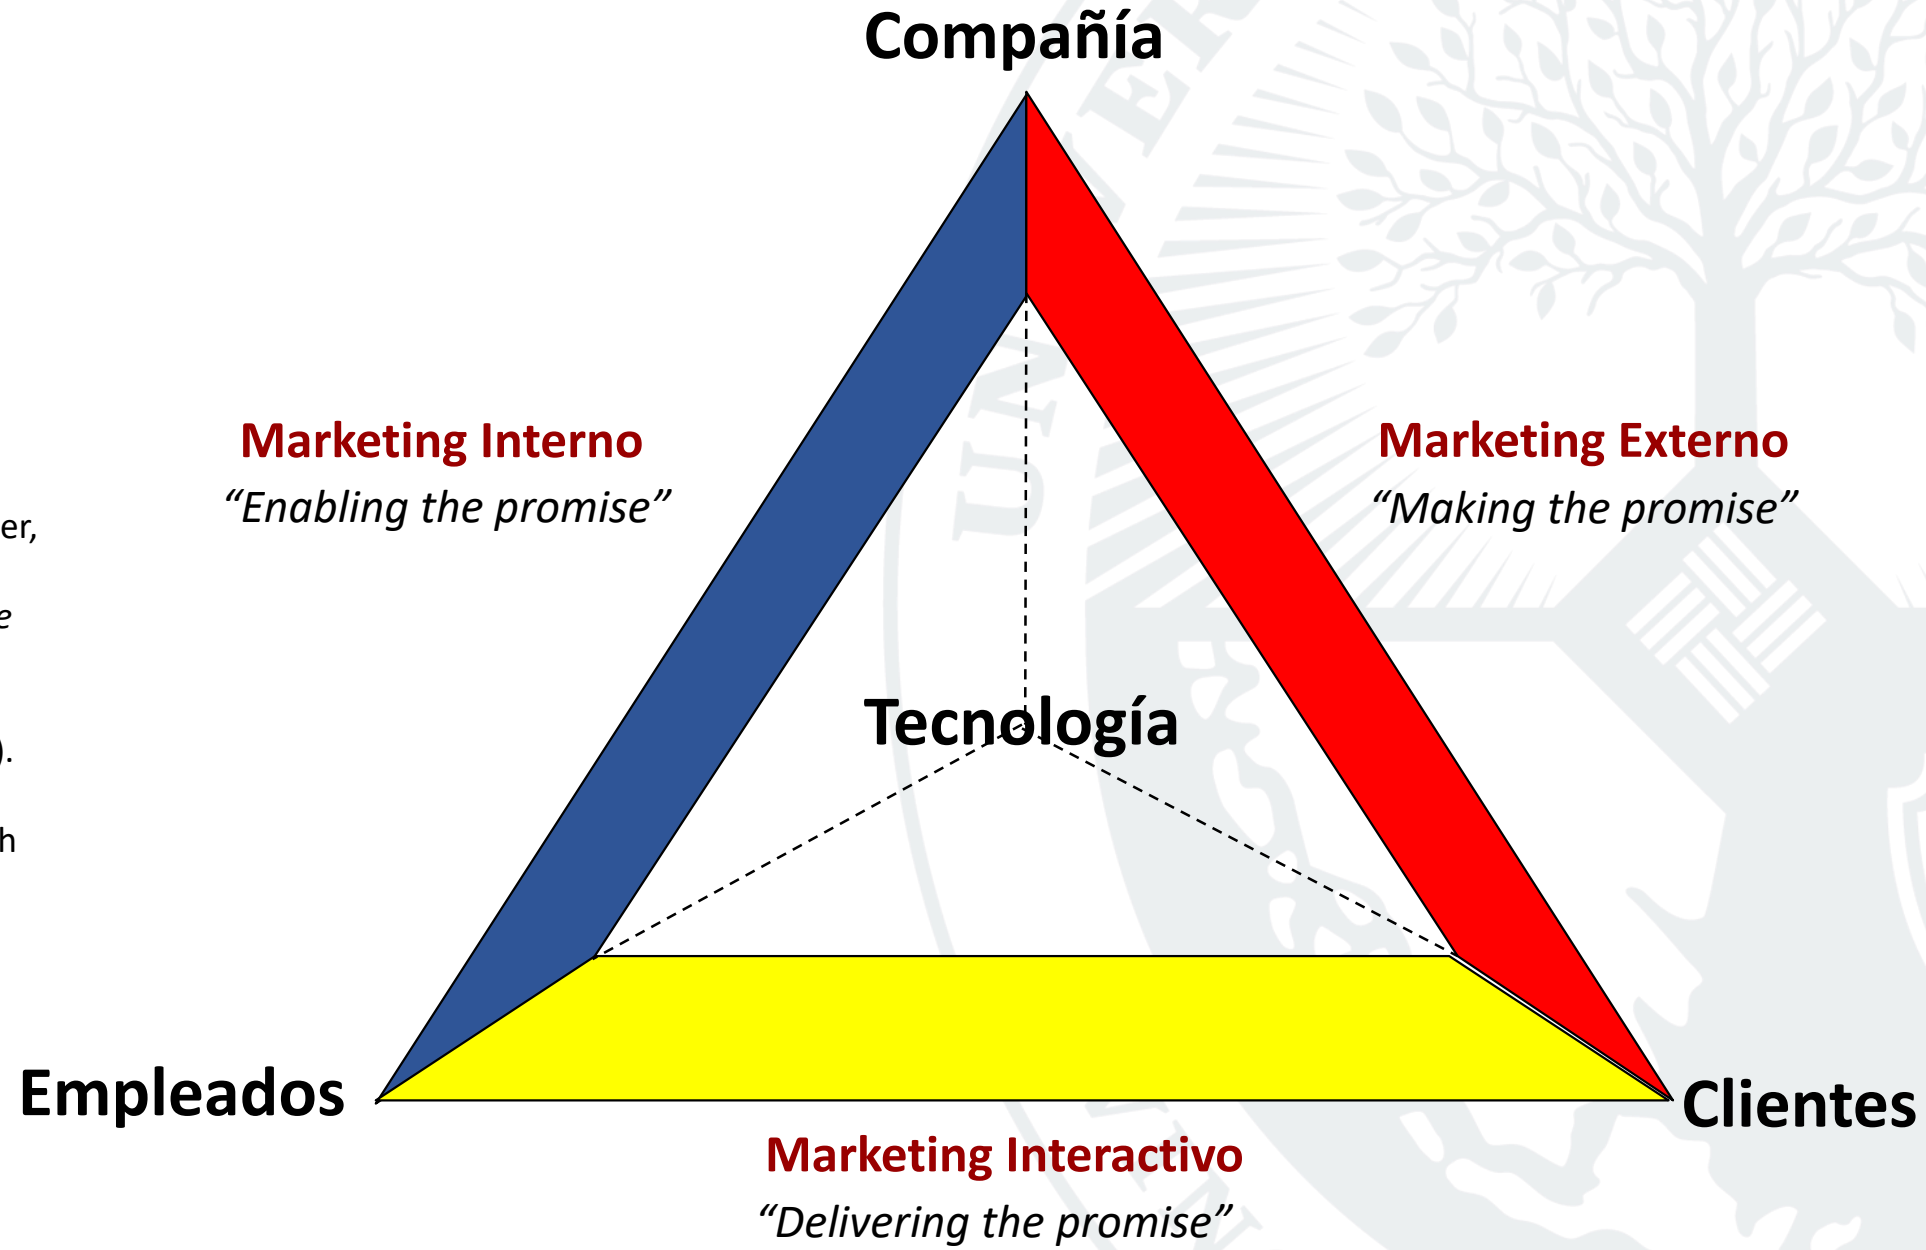 Compañía
Marketing Interno
“Enabling the promise”
Marketing Externo
“Making the promise”
er,
e
Tecnología
).
h
Empleados
Clientes
Marketing Interactivo
“Delivering the promise”